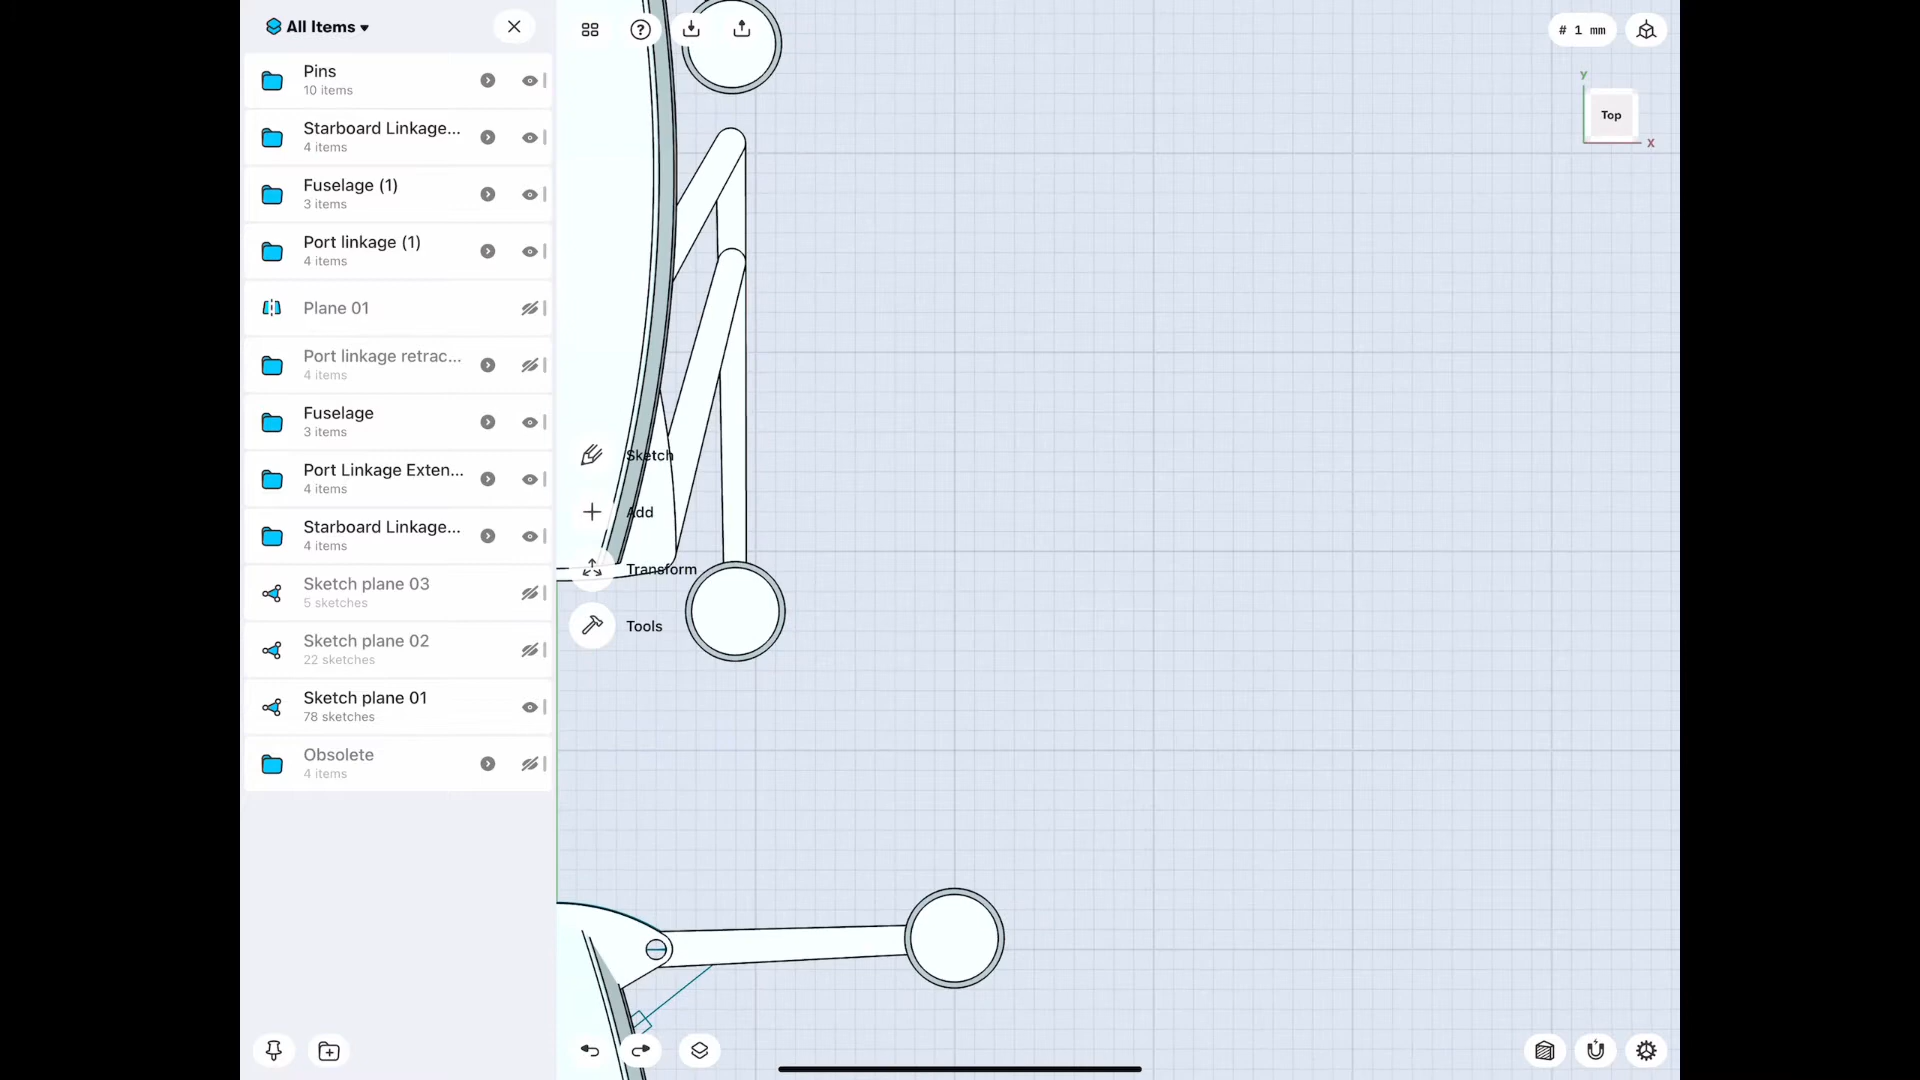 All Items
Pins
10 items
Starboard Linkage...
4 items
Fuselage (1)
3 items
Port linkage (1)
4 items
Plane 01
Port linkage retrac...
4 items
Fuselage
3 items
Port Linkage Exten...
4 items
Starboard Linkage...
4 items
Sketch plane 03
5 sketches
Sketch plane 02
22 sketches
Sketch plane 01
78 sketches
Obsolete
4 items
Sketch
Add
Transform
Tools
# 1 mm
y
Top
X